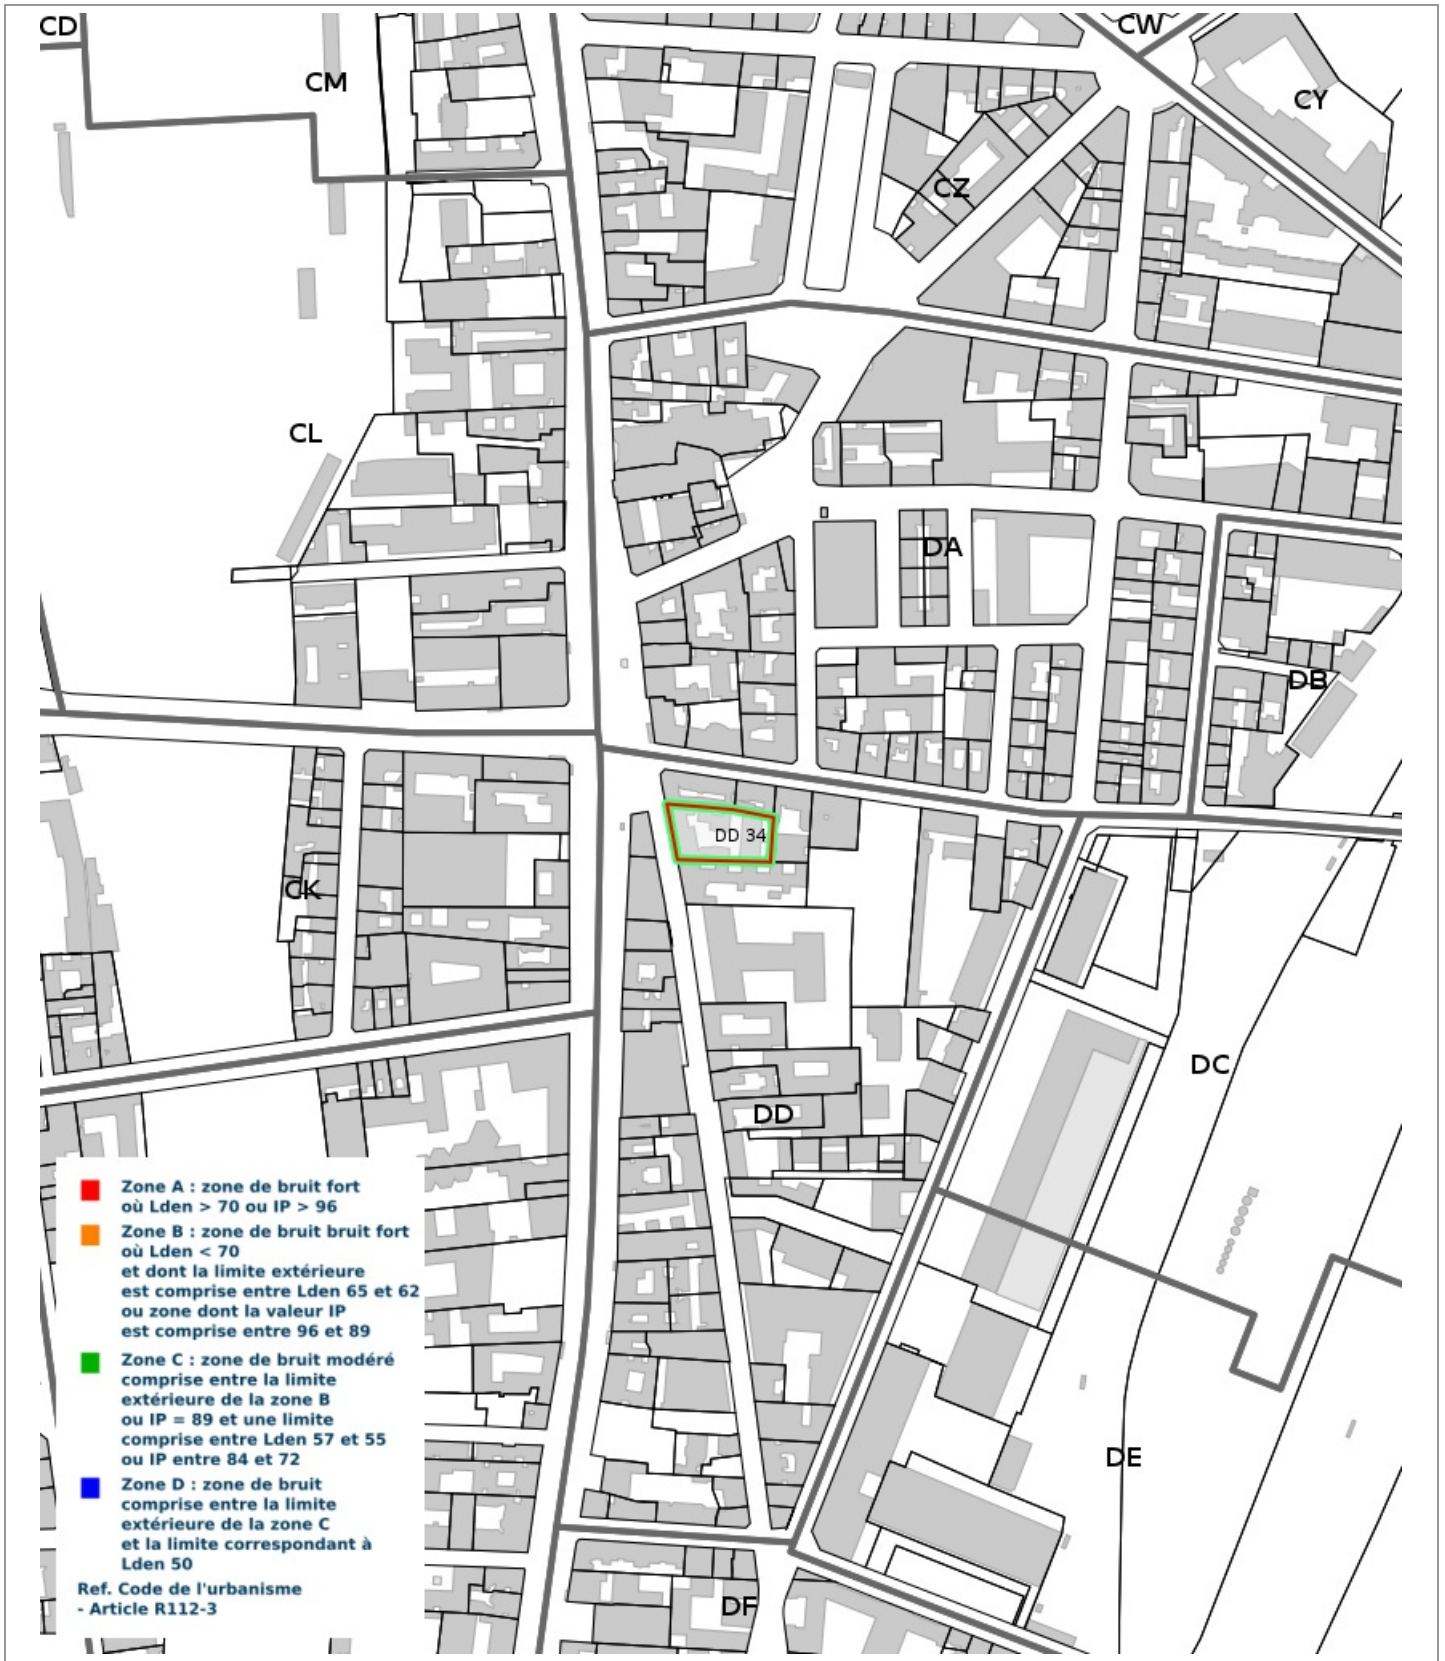 CD
CW
CM
CY
CZ
CL
DA
DB
DD 34
CK
DC
DD
DE
DF
Zone A : zone de bruit fort
où Lden > 70 ou IP > 96
Zone B : zone de bruit bruit fort
où Lden < 70
et dont la limite extérieure
est comprise entre Lden 65 et 62
ou zone dont la valeur IP
est comprise entre 96 et 89
Zone C : zone de bruit modéré
comprise entre la limite
extérieure de la zone B
ou IP = 89 et une limite
comprise entre Lden 57 et 55
ou IP entre 84 et 72
Zone D : zone de bruit
comprise entre la limite
extérieure de la zone C
et la limite correspondant à
Lden 50
Ref. Code de l'urbanisme
- Article R112-3